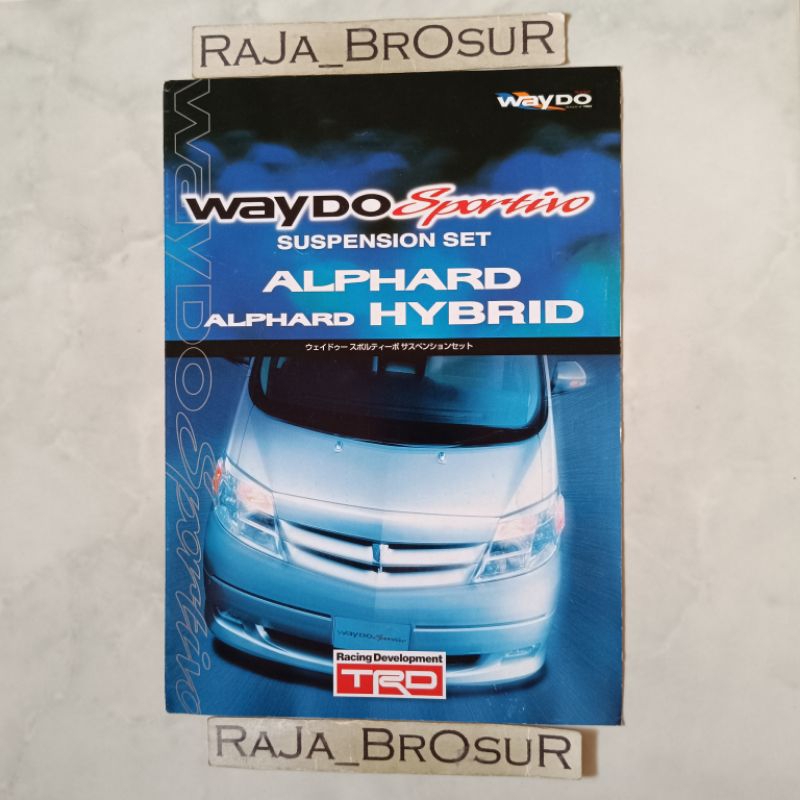 RAJA_BROSUR
wayDO
wayDO Sportivo
wayDO Sportivo
SUSPENSION SET
ALPHARD
ALPHARD HYBRID
ウェイドゥー スポルティーボ サスペンションセット
wayDO Sportivo
Racing Development
TRD
RAJA_BROSUR